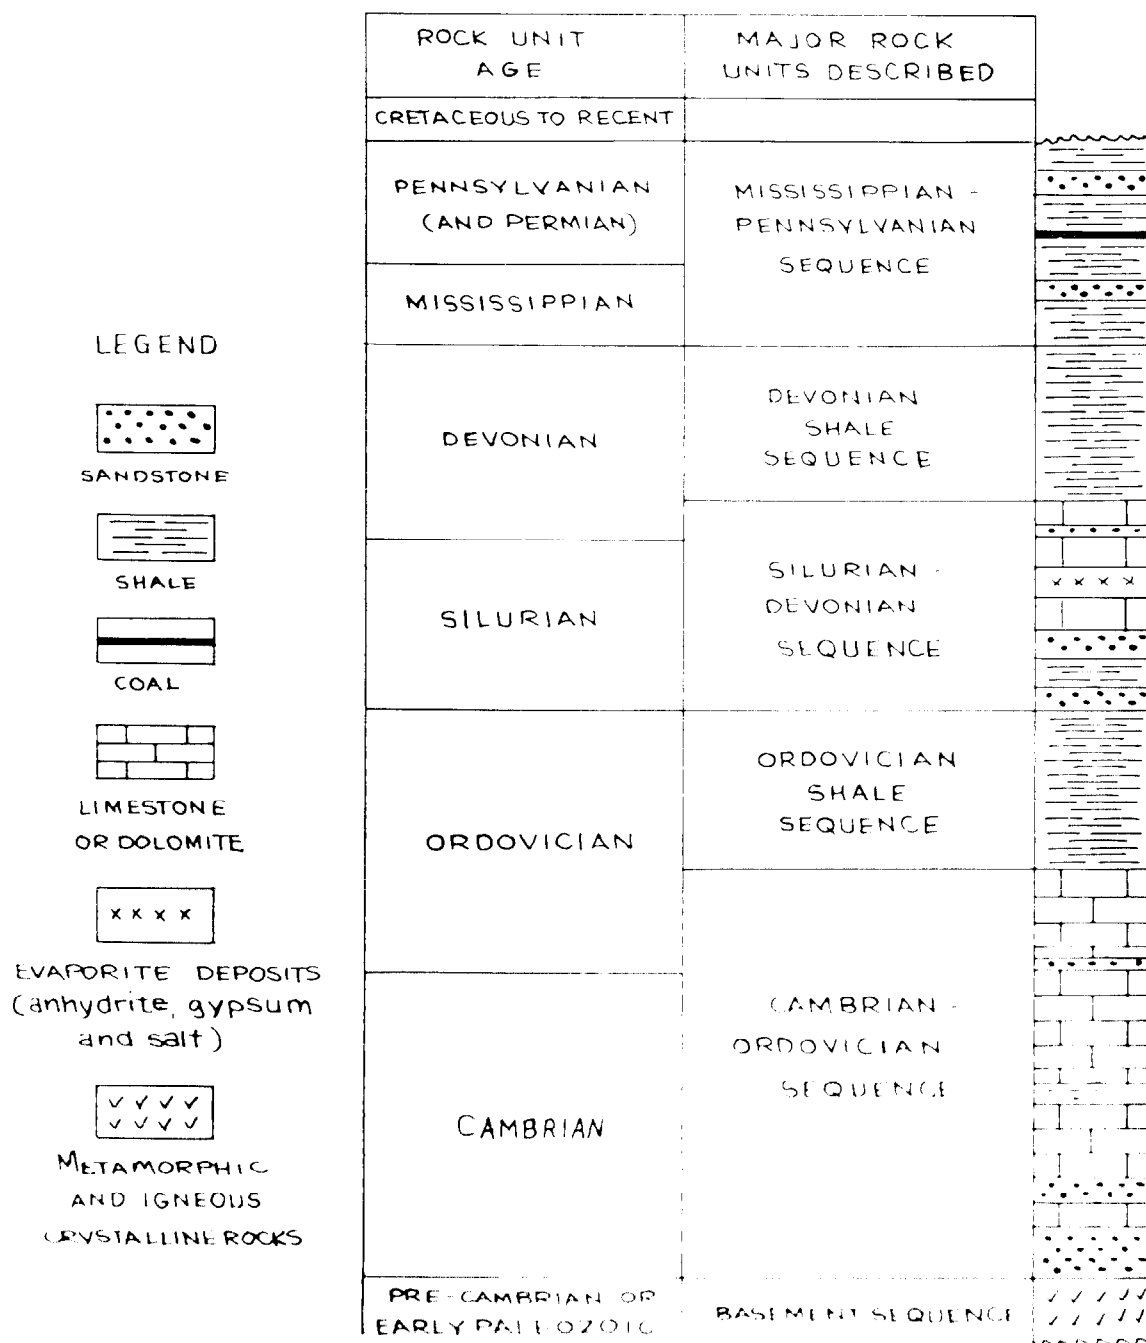 ROCK UNIT
AGE
MAJOR ROCK
UNITS DESCRIBED
CRETACEOUS TO RECENT
PENNSYLVANIAN
(AND PERMIAN)
MISSISSIPPIAN -
PENNSYLVANIAN
SEQUENCE
MISSISSIPPIAN
DEVONIAN
DEVONIAN
SHALE
SEQUENCE
SILURIAN
SILURIAN -
DEVONIAN
SEQUENCE
ORDOVICIAN
ORDOVICIAN
SHALE
SEQUENCE
CAMBRIAN
CAMBRIAN -
ORDOVICIAN
SEQUENCE
PRE-CAMBRIAN OR
EARLY PALEOZOIC
BASEMENT SEQUENCE
LEGEND
SANDSTONE
SHALE
COAL
LIMESTONE
OR DOLOMITE
EVAPORITE DEPOSITS
(anhydrite, gypsum
and salt)
METAMORPHIC
AND IGNEOUS
CRYSTALLINE ROCKS